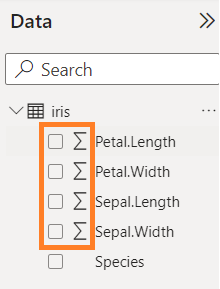 Data
Search
iris
Petal.Length
Petal.Width
Sepal.Length
Sepal.Width
Species